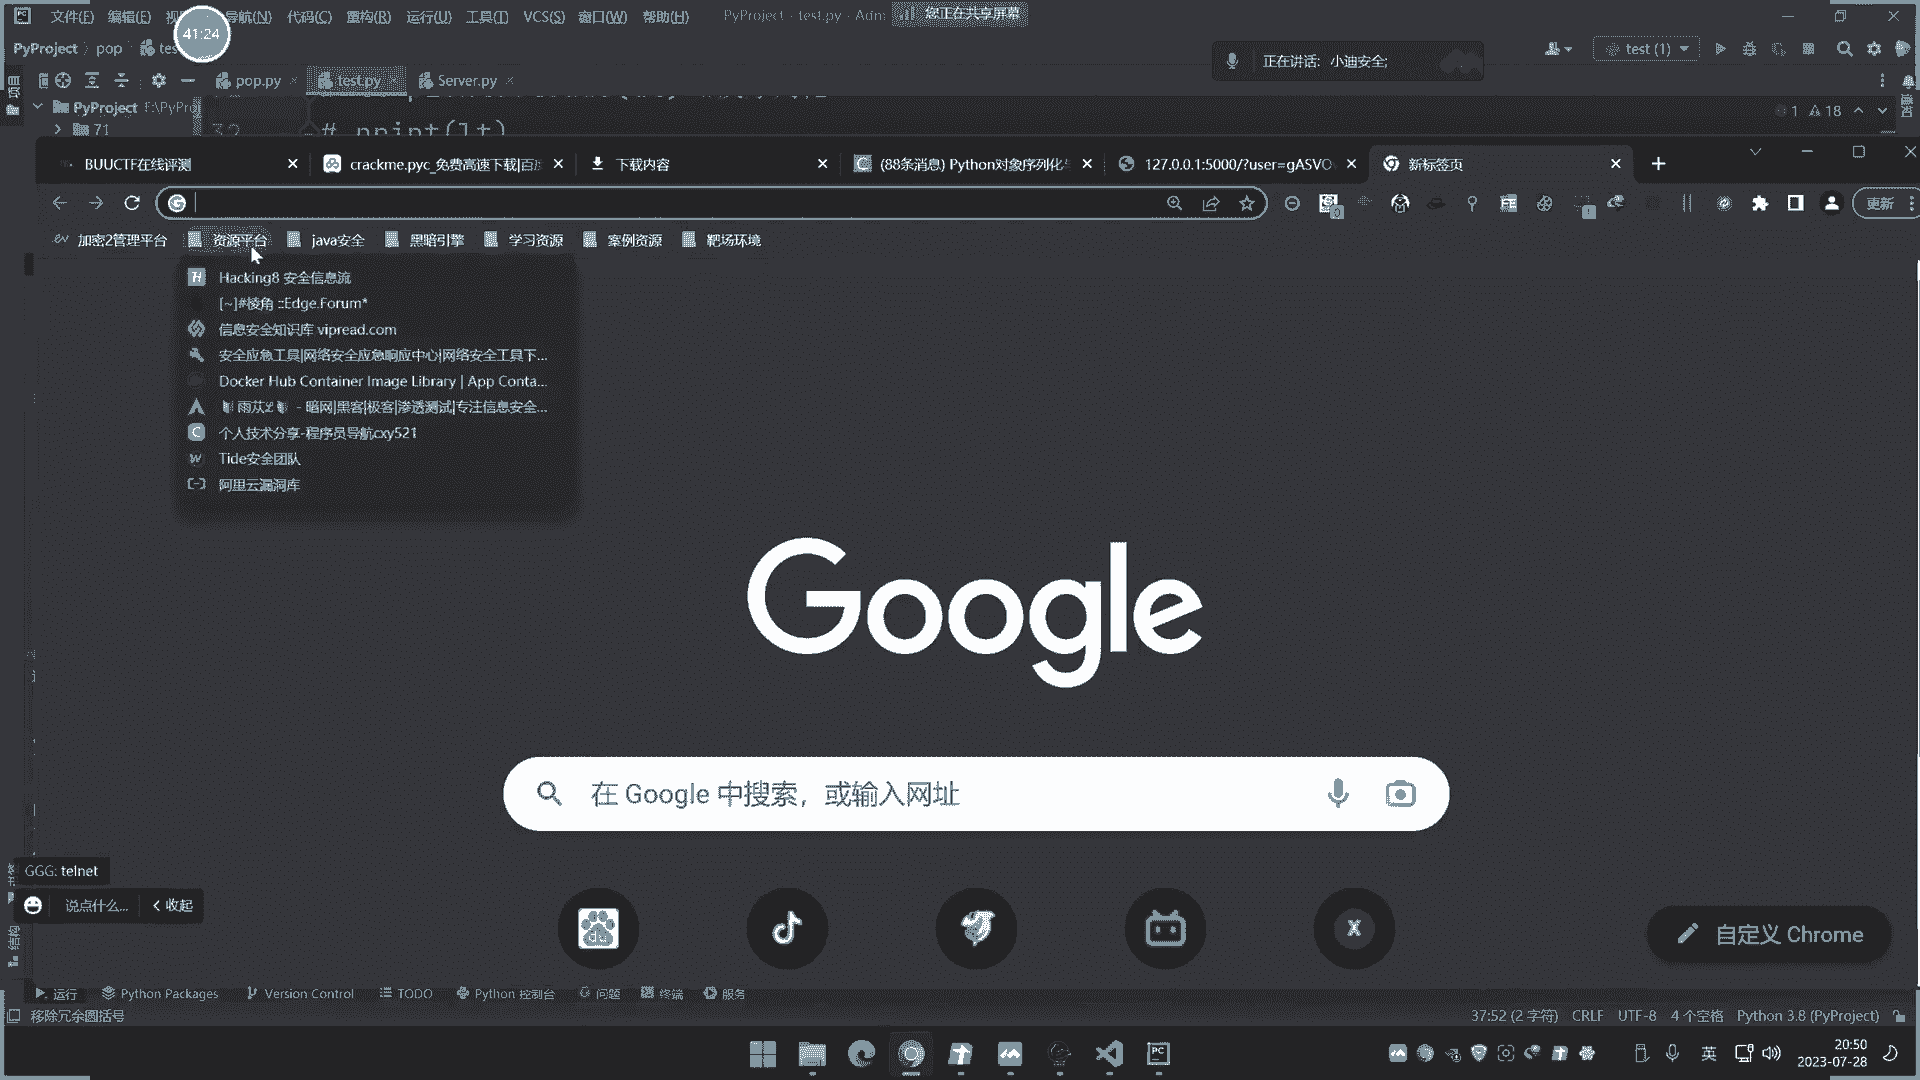 文件(F) 编辑(E) 导航(N) 代码(C) 重构(R) 运行(U) 工具(T) VCS(S) 窗口(W) 帮助(H) PyProject - test.py - Adm 您正在共享屏幕
41:24
PyProject pop tes test (1)
正在讲话: 小迪安全;
pop.py test.py Server.py
PyProject F:\PyPro
71
32 # print(lt)
1 18
BUUCTF在线评测 crackme.pyc_免费高速下载|百度 下载内容 (88条消息) Python对象序列化 127.0.0.1:5000/?user=gASVO 新标签页
更新
加密2管理平台 资源平台 java安全 黑暗引擎 学习资源 案例资源 靶场环境
Hacking8 安全信息流
[~]#棱角 ::Edge.Forum*
信息安全知识库 vipread.com
安全应急工具|网络安全应急响应中心|网络安全工具下...
Docker Hub Container Image Library | App Conta...
雨苁ℒ - 暗网|黑客|极客|渗透测试|专注信息安全...
个人技术分享-程序员导航cxy521
Tide安全团队
阿里云漏洞库
Google
在 Google 中搜索，或输入网址
GGG: telnet
说点什么... 收起
结构
自定义 Chrome
运行 Python Packages Version Control TODO Python 控制台 问题 终端 服务
移除冗余圆括号 37:52 (2 字符) CRLF UTF-8 4 个空格 Python 3.8 (PyProject)
英 20:50
2023-07-28